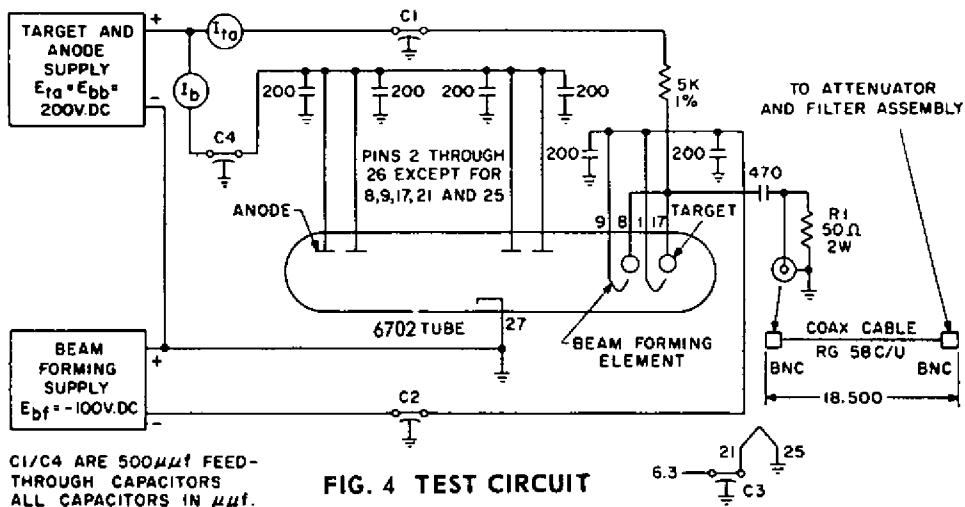 TARGET AND
ANODE
SUPPLY
Eta = Ebb =
200V.DC
+
-
Ita
Ib
C1
C4
200
200
200
200
5K
1%
TO ATTENUATOR
AND FILTER ASSEMBLY
PINS 2 THROUGH
26 EXCEPT FOR
8,9,17,21 AND 25
200
200
470
ANODE
9
8
1
17
TARGET
R1
50Ω
2W
6702 TUBE
27
BEAM FORMING
ELEMENT
COAX CABLE
RG 58C/U
BNC
BNC
18.500
BEAM
FORMING
SUPPLY
Ebf = -100V.DC
+
-
C2
21
25
6.3
C3
C1/C4 ARE 500μμf FEED-
THROUGH CAPACITORS
ALL CAPACITORS IN μμf.
FIG. 4 TEST CIRCUIT